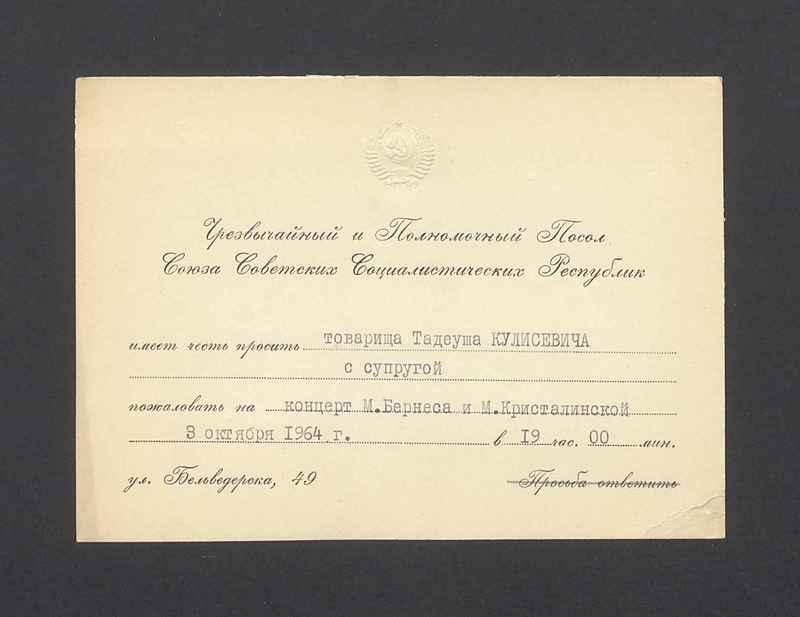 Чрезвычайный и Полномочный Посол
Союза Советских Социалистических Республик
имеет честь просить товарища Тадеуша КУЛИСЕВИЧА
с супругой
пожаловать на концерт М.Бернеса и М.Кристалинской
3 октября 1964 г. в 19 час. 00 мин.
ул. Бельведерска, 49 Просьба ответить